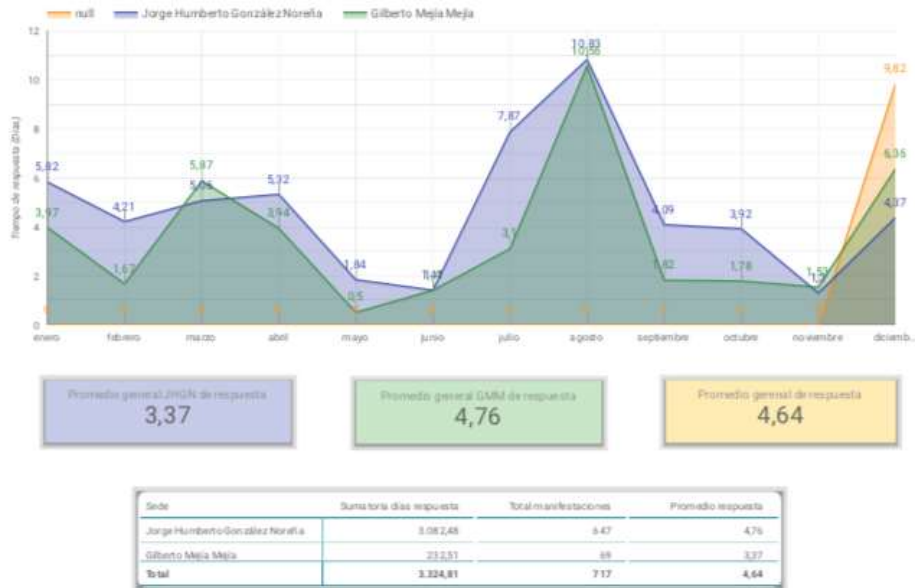 null Jorge Humberto González Noreña Gilberto Mejía Mejía
12
10
8
6
4
2
0
Tiempo de respuesta (Días)
5,82 4,21 5,32 1,84 7,87 10,83 4,09 3,92 4,37
3,97 1,67 5,87 3,94 0,5 3,1 10,56 1,82 1,78 1,53 6,36
9,82
enero febrero marzo abril mayo junio julio agosto septiembre octubre noviembre diciemb...
Promedio general JHGN de respuesta
3,37
Promedio general GMM de respuesta
4,76
Promedio gerenal de respuesta
4,64
Sede Sumatoria días respuesta Total manifestaciones Promedio respuesta
Jorge Humberto González Noreña 3.082,48 647 4,76
Gilberto Mejía Mejía 232,51 69 3,37
Total 3.324,81 717 4,64